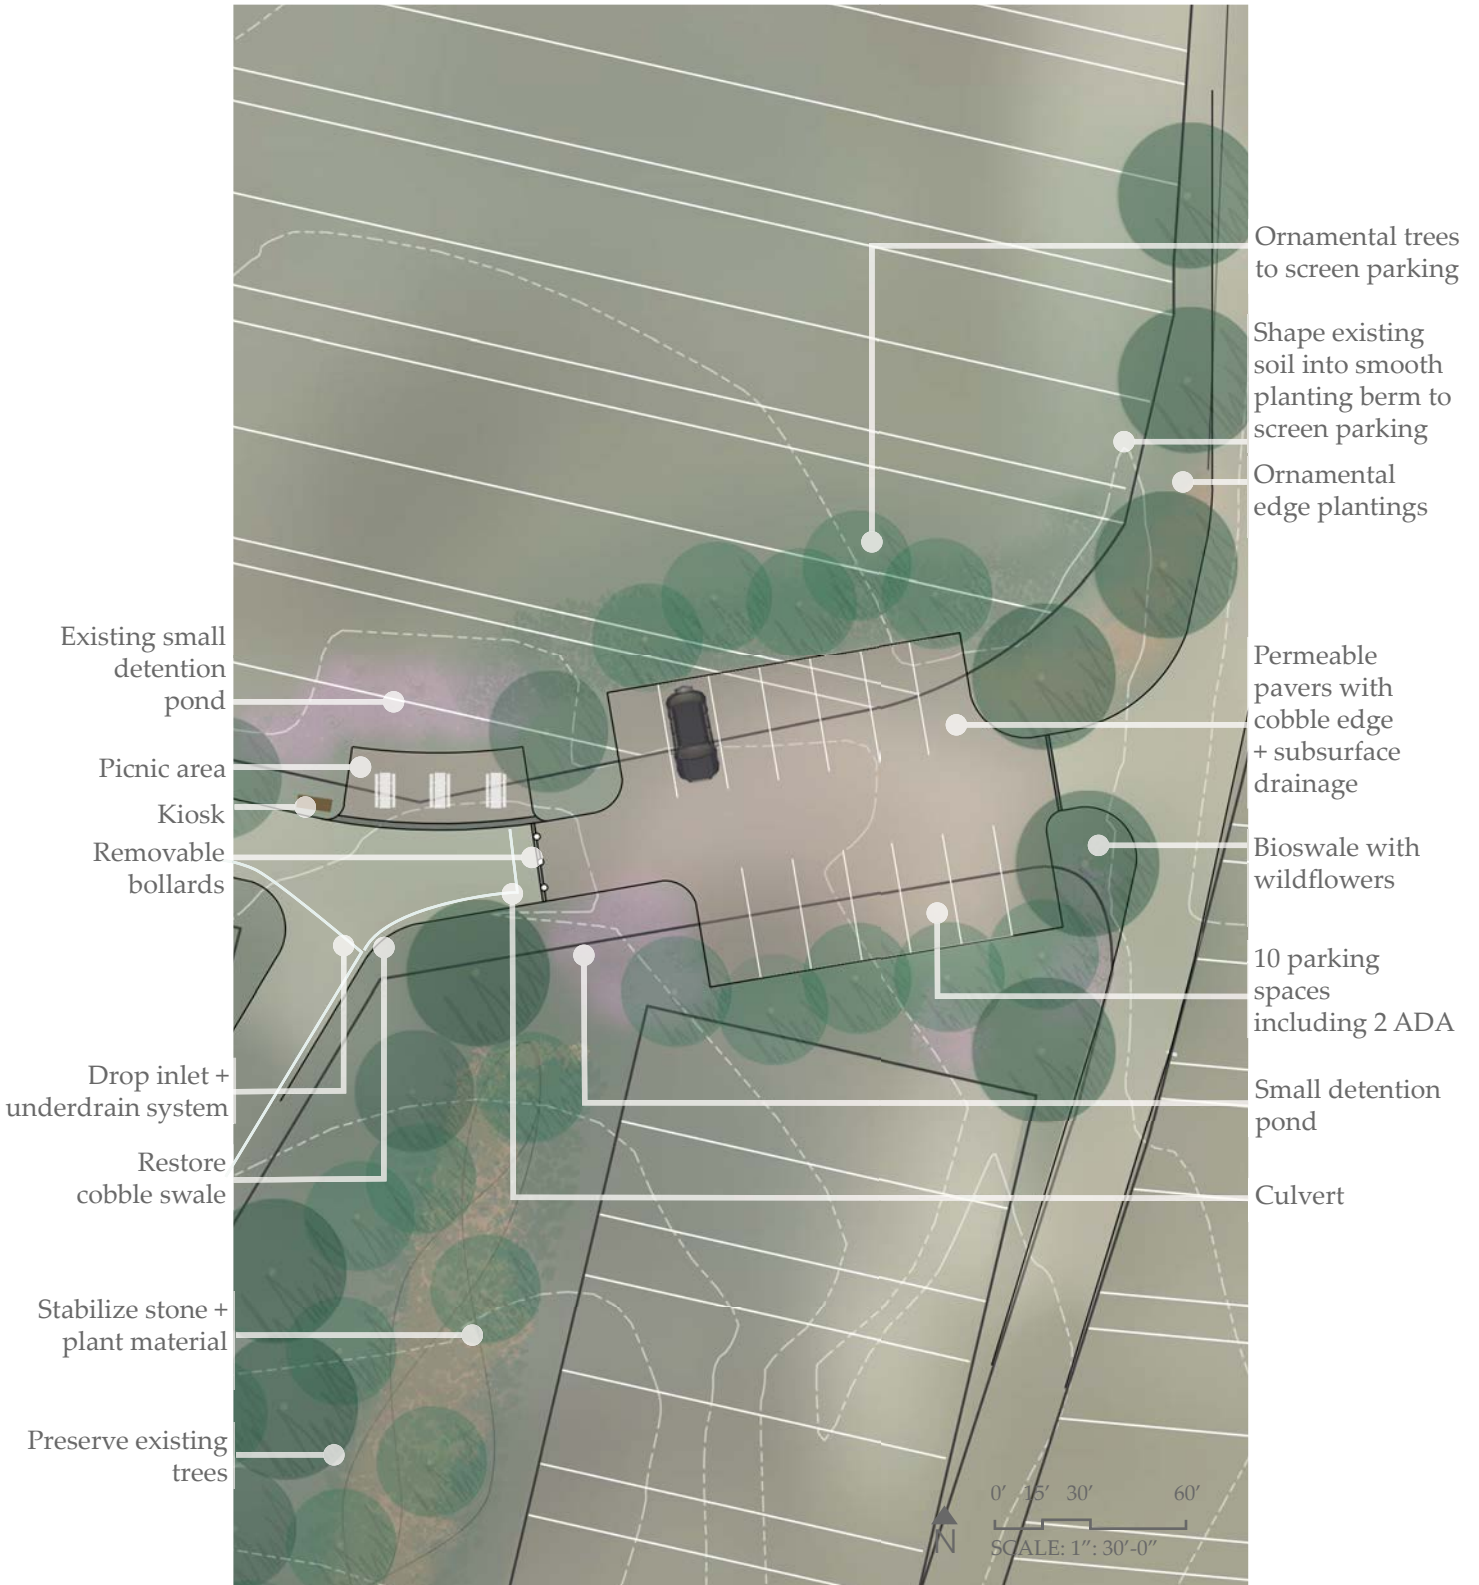 Ornamental trees
to screen parking
Shape existing
soil into smooth
planting berm to
screen parking
Ornamental
edge plantings
Existing small
detention
pond
Picnic area
Kiosk
Removable
bollards
Permeable
pavers with
cobble edge
+ subsurface
drainage
Bioswale with
wildflowers
10 parking
spaces
including 2 ADA
Drop inlet +
underdrain system
Restore
cobble swale
Small detention
pond
Culvert
Stabilize stone +
plant material
Preserve existing
trees
0' 15' 30' 60'
N
SCALE: 1": 30'-0"